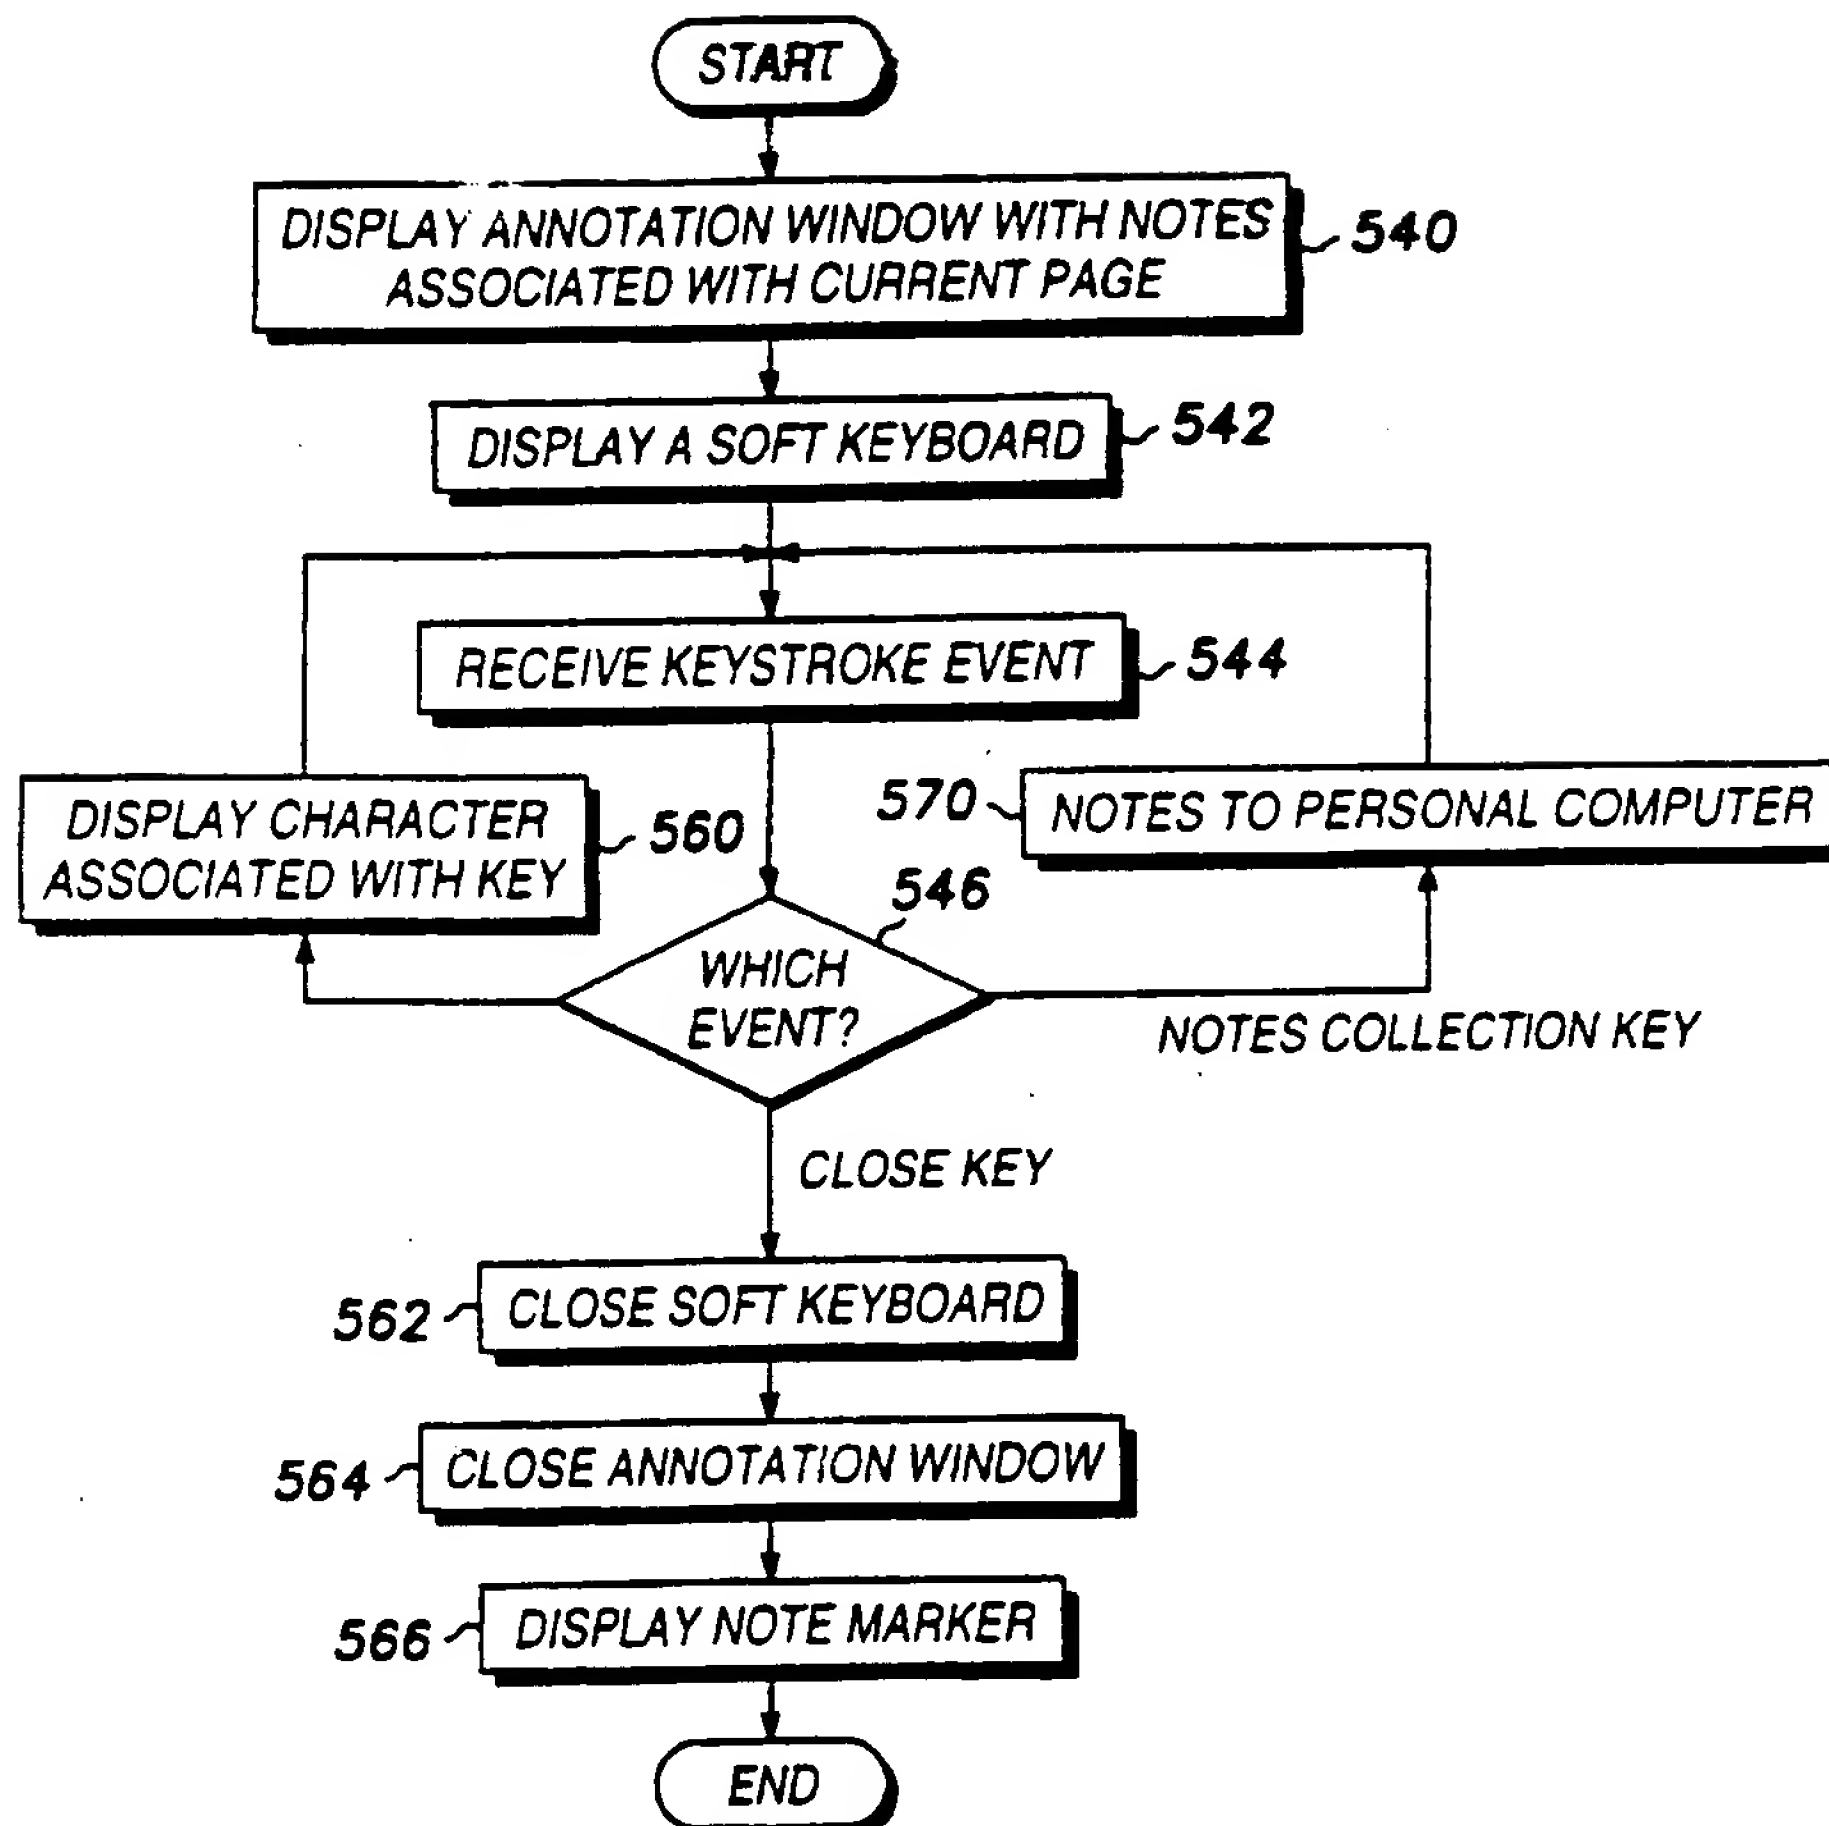 START
DISPLAY ANNOTATION WINDOW WITH NOTES
ASSOCIATED WITH CURRENT PAGE
540
DISPLAY A SOFT KEYBOARD
542
RECEIVE KEYSTROKE EVENT
544
DISPLAY CHARACTER
ASSOCIATED WITH KEY
560
570
NOTES TO PERSONAL COMPUTER
546
WHICH
EVENT?
NOTES COLLECTION KEY
CLOSE KEY
562
CLOSE SOFT KEYBOARD
564
CLOSE ANNOTATION WINDOW
566
DISPLAY NOTE MARKER
END